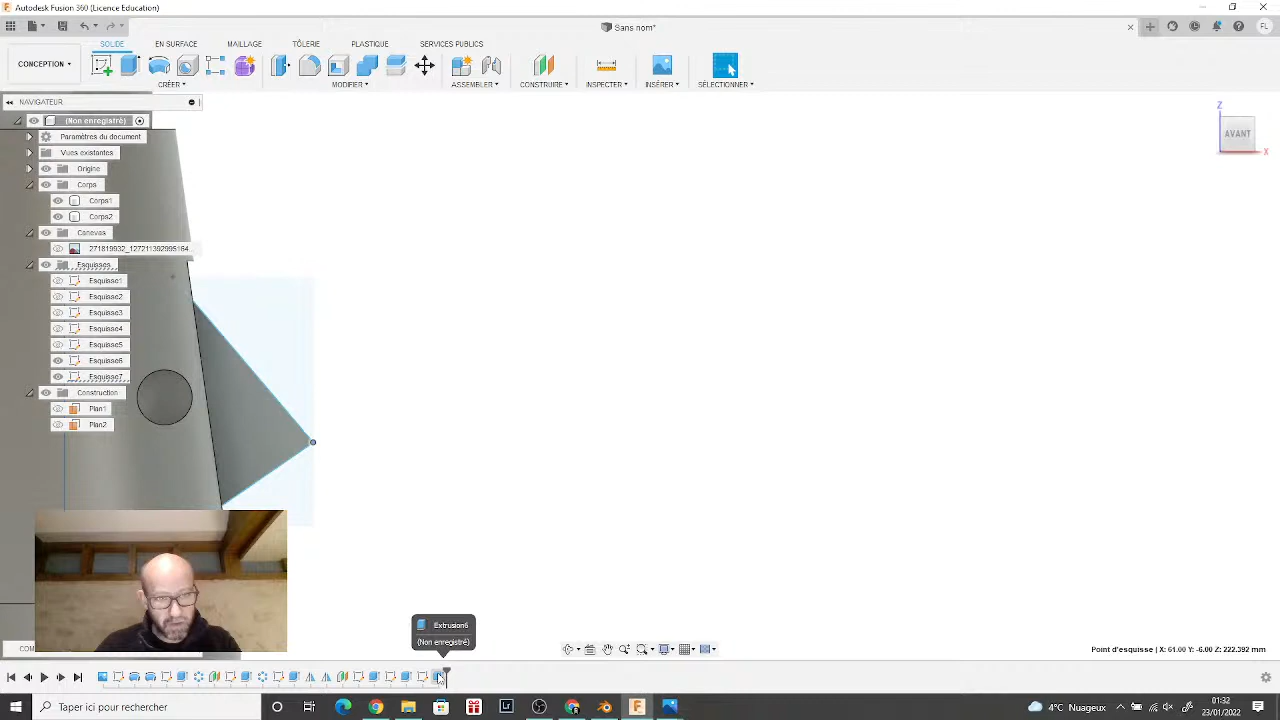 Autodesk Fusion 360 (Licence Education)
Sans nom*
FL
CONCEPTION
SOLIDE
EN SURFACE
MAILLAGE
TÔLERIE
PLASTIQUE
SERVICES PUBLICS
CRÉER
MODIFIER
ASSEMBLER
CONSTRUIRE
INSPECTER
INSÉRER
SÉLECTIONNER
NAVIGATEUR
(Non enregistré)
Paramètres du document
Vues existantes
Origine
Corps
Corps1
Corps2
Canevas
Esquisses
Esquisse1
Esquisse2
Esquisse3
Esquisse4
Esquisse5
Esquisse6
Esquisse7
Construction
Plan1
Plan2
Z
AVANT
X
Extrusion6
(Non enregistré)
COM
Point d'esquisse | X: 61.00 Y: -6.00 Z: 222.392 mm
Taper ici pour rechercher
4°C Nuageux
01:32
23/01/2022